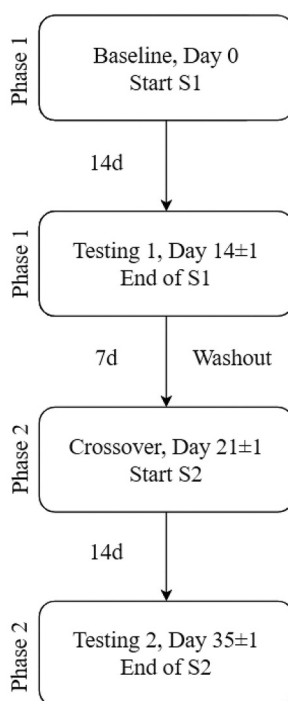 Phase 1
Baseline, Day 0
Start S1
14d
Phase 1
Testing 1, Day 14±1
End of S1
7d
Washout
Phase 2
Crossover, Day 21±1
Start S2
14d
Phase 2
Testing 2, Day 35±1
End of S2